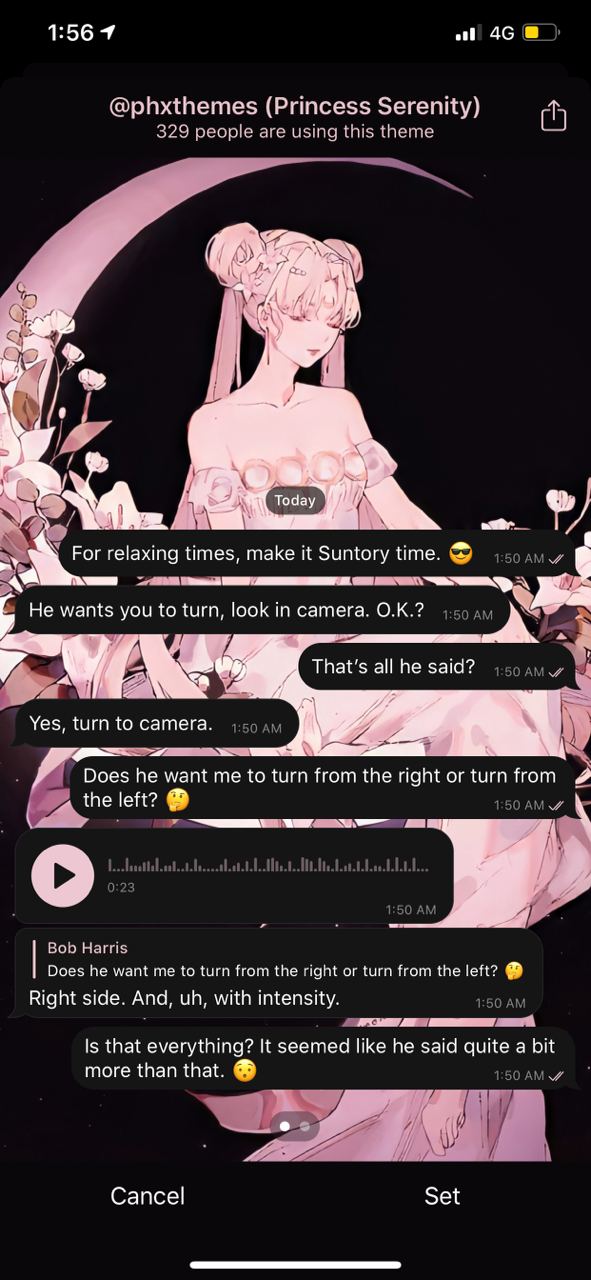 1:56
4G
@phxthemes (Princess Serenity)
329 people are using this theme
Today
For relaxing times, make it Suntory time. 😎 1:50 AM
He wants you to turn, look in camera. O.K.? 1:50 AM
That’s all he said? 1:50 AM
Yes, turn to camera. 1:50 AM
Does he want me to turn from the right or turn from
the left? 🤔 1:50 AM
0:23
1:50 AM
Bob Harris
Does he want me to turn from the right or turn from the left? 🤔
Right side. And, uh, with intensity. 1:50 AM
Is that everything? It seemed like he said quite a bit
more than that. 😯 1:50 AM
Cancel
Set